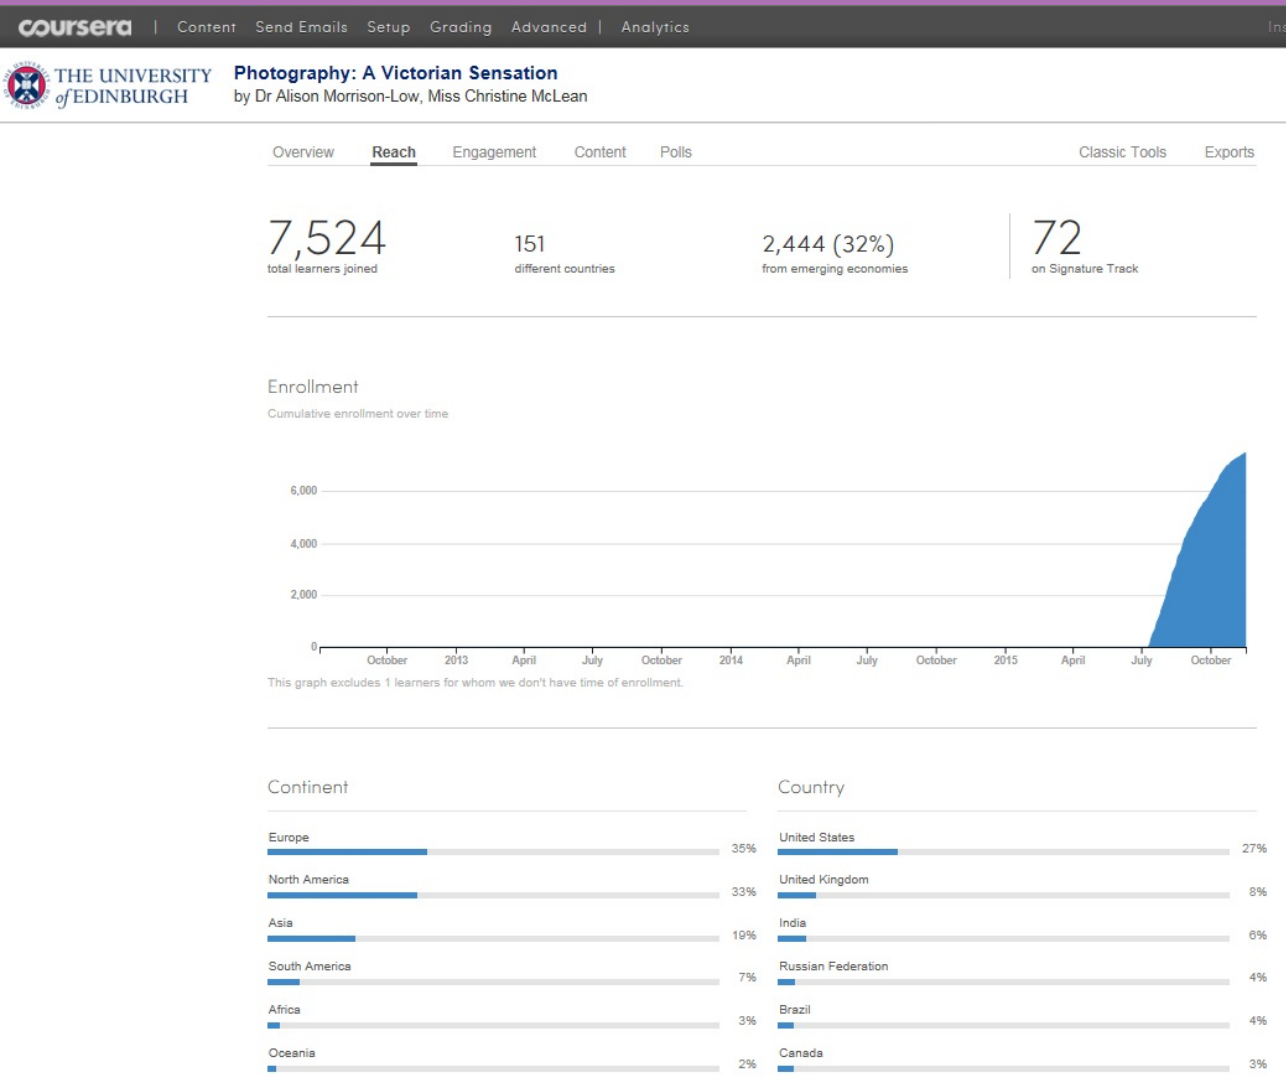 coursera | Content Send Emails Setup Grading Advanced | Analytics
THE UNIVERSITY
of EDINBURGH
Photography: A Victorian Sensation
by Dr Alison Morrison-Low, Miss Christine McLean
Overview Reach Engagement Content Polls Classic Tools Exports
7,524 151 2,444 (32%) 72
total learners joined different countries from emerging economies on Signature Track
Enrollment
Cumulative enrollment over time
6,000
4,000
2,000
0
October 2013 April July October 2014 April July October 2015 April July October
This graph excludes 1 learners for whom we don't have time of enrollment.
Continent
Europe
35%
North America
33%
Asia
19%
South America
7%
Africa
3%
Oceania
2%
Country
United States
27%
United Kingdom
8%
India
6%
Russian Federation
4%
Brazil
4%
Canada
3%